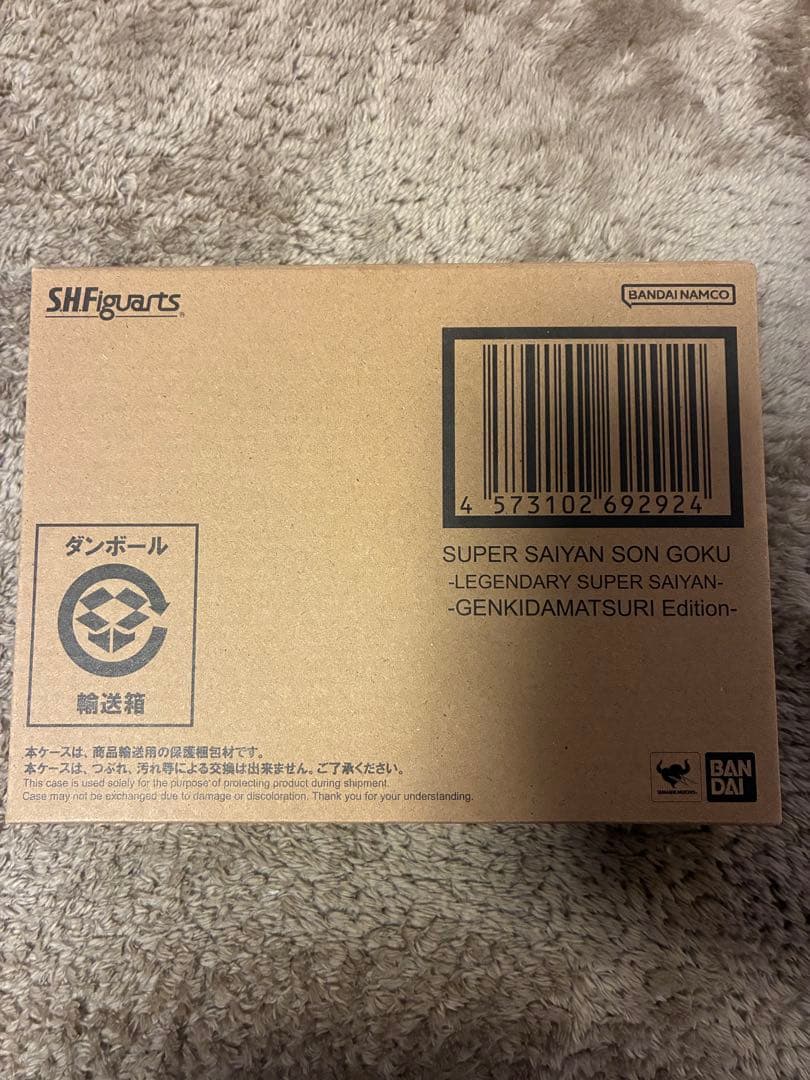 S.H.Figuarts
BANDAI NAMCO
4 573102 692924
SUPER SAIYAN SON GOKU
-LEGENDARY SUPER SAIYAN-
-GENKIDAMATSURI Edition-
ダンボール
輸送箱
本ケースは、商品輸送用の保護梱包材です。
本ケースは、つぶれ、汚れ等による交換は出来ません。ご了承ください。
This case is used solely for the purpose of protecting product during shipment.
Case may not be exchanged due to damage or discoloration. Thank you for your understanding.
TAMASHII NATIONS
BAN
DAI